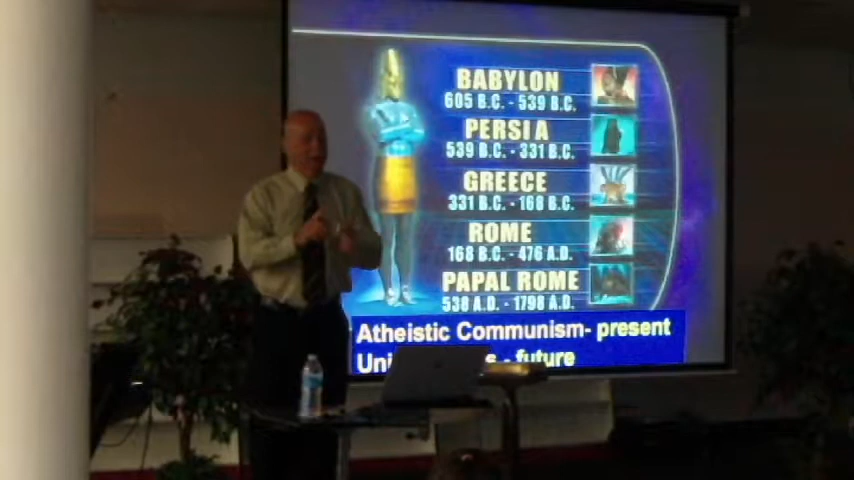 BABYLON
605 B.C. - 539 B.C.
PERSIA
539 B.C. - 331 B.C.
GREECE
331 B.C. - 168 B.C.
ROME
168 B.C. - 476 A.D.
PAPAL ROME
538 A.D. - 1798 A.D.
Atheistic Communism- present
- future